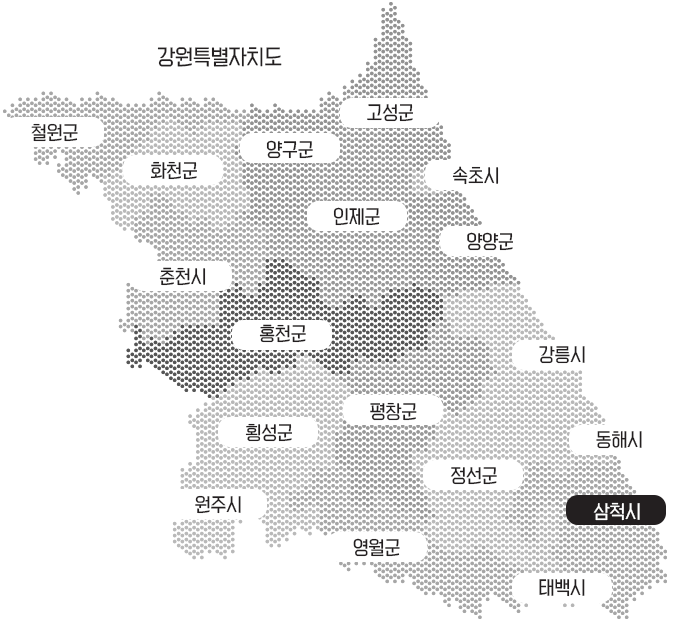 강원특별자치도
고성군
철원군
양구군
화천군
속초시
인제군
양양군
춘천시
홍천군
강릉시
평창군
횡성군
동해시
정선군
원주시
삼척시
영월군
태백시